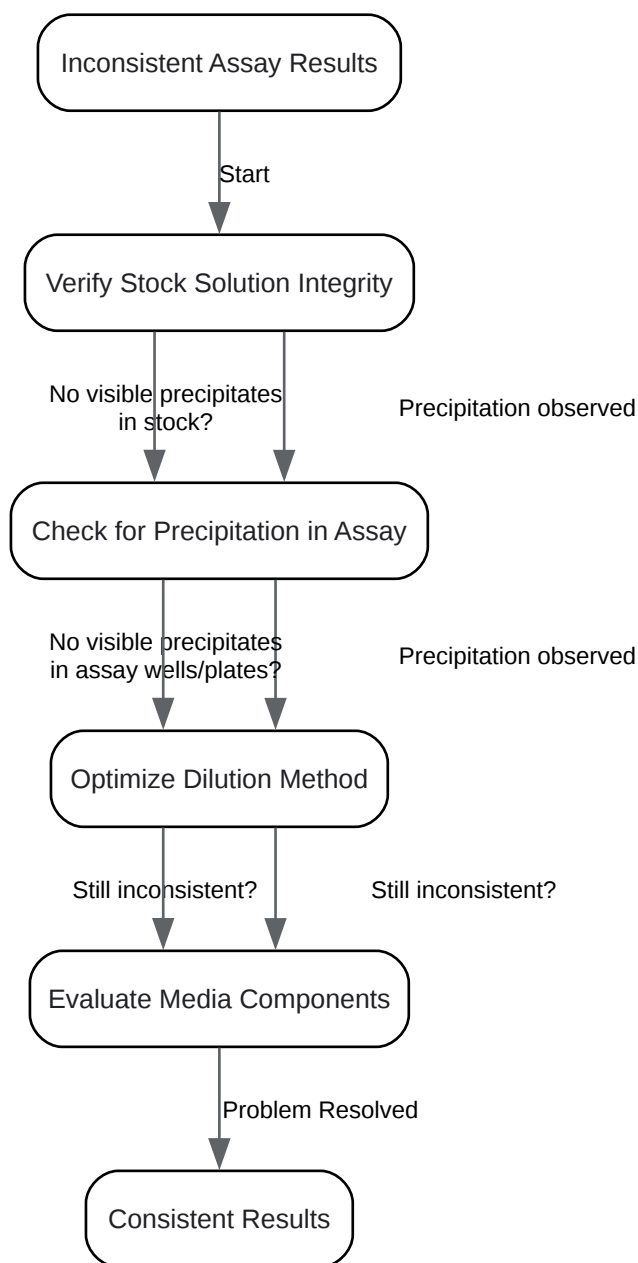 Inconsistent Assay Results
Start
Verify Stock Solution Integrity
No visible precipitates
in stock?
Precipitation observed
Check for Precipitation in Assay
No visible precipitates
in assay wells/plates?
Precipitation observed
Optimize Dilution Method
Still inconsistent?
Still inconsistent?
Evaluate Media Components
Problem Resolved
Consistent Results